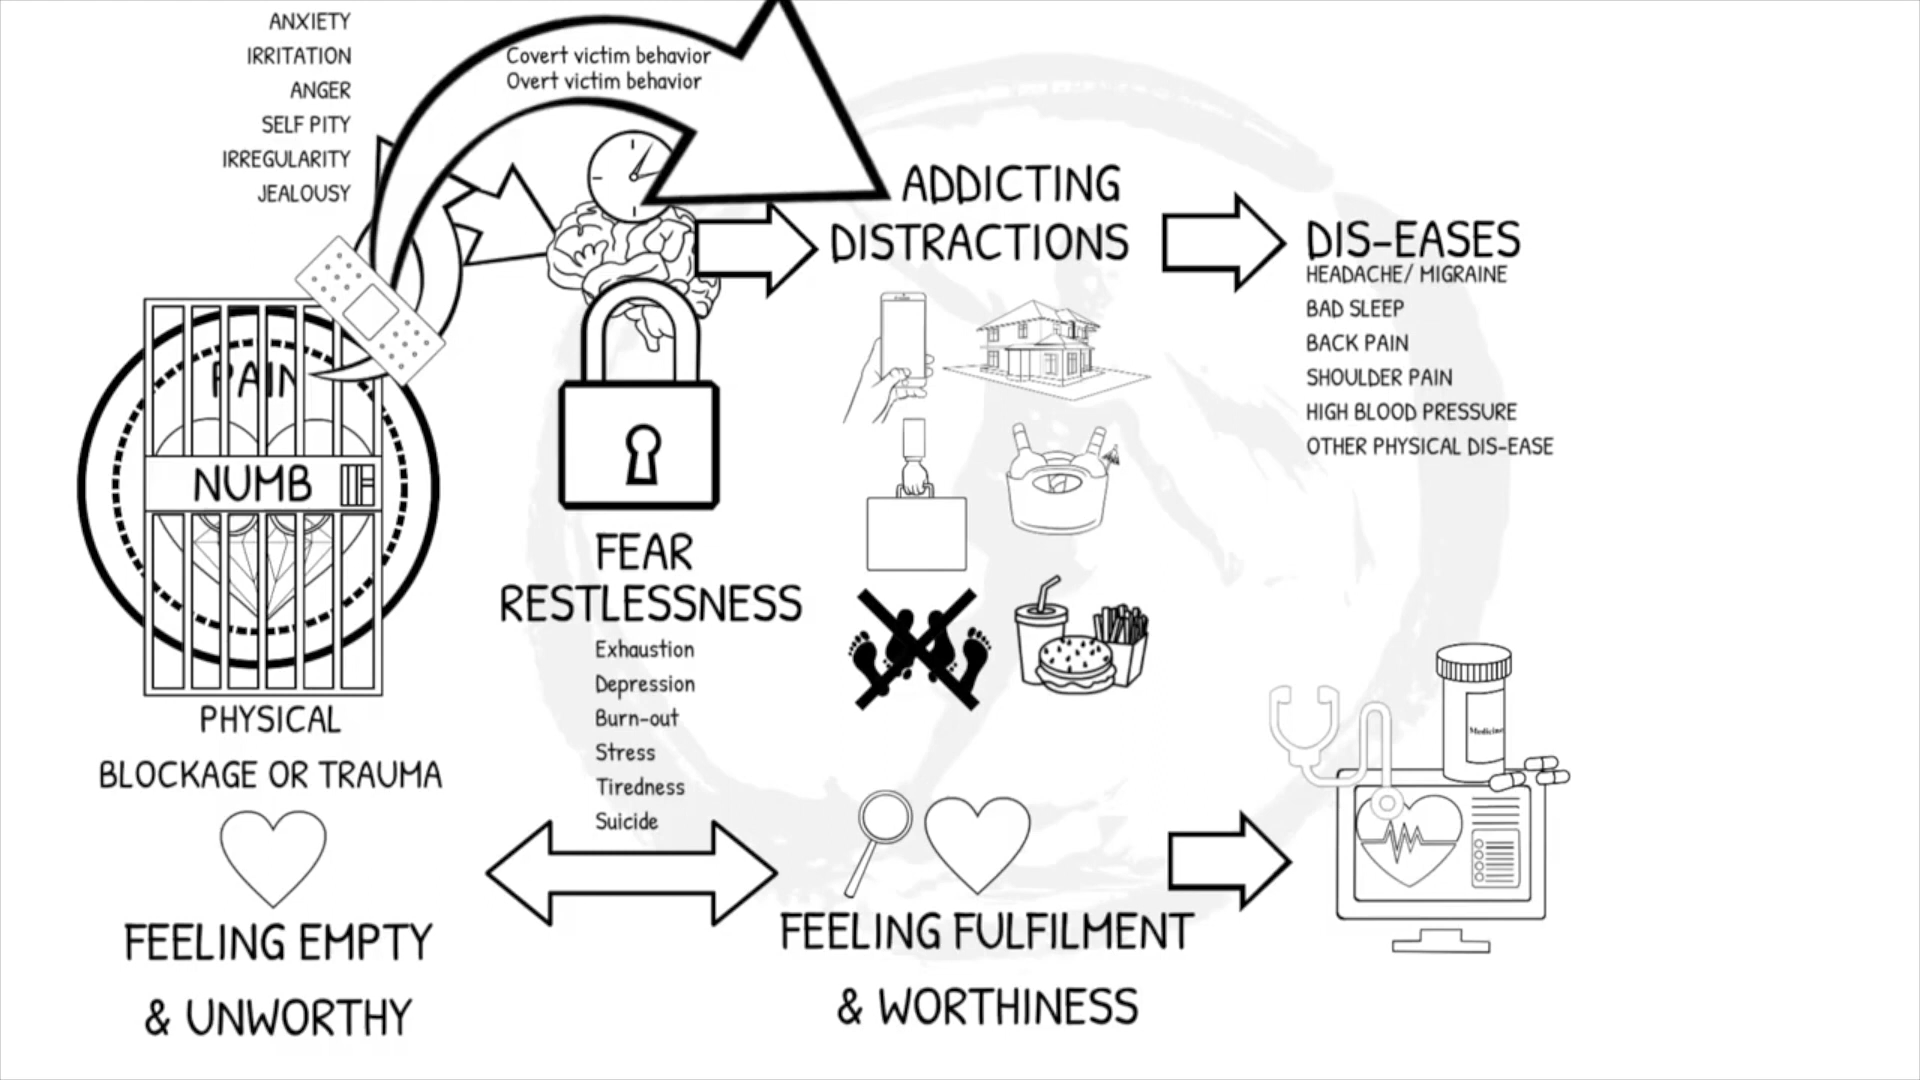 ANXIETY
IRRITATION
ANGER
SELF PITY
IRREGULARITY
JEALOUSY
Covert victim behavior
Overt victim behavior
PAIN
NUMB
PHYSICAL
BLOCKAGE OR TRAUMA
FEELING EMPTY
& UNWORTHY
FEAR
RESTLESSNESS
Exhaustion
Depression
Burn-out
Stress
Tiredness
Suicide
ADDICTING
DISTRACTIONS
FEELING FULFILMENT
& WORTHINESS
DIS-EASES
HEADACHE/ MIGRAINE
BAD SLEEP
BACK PAIN
SHOULDER PAIN
HIGH BLOOD PRESSURE
OTHER PHYSICAL DIS-EASE
Medicine